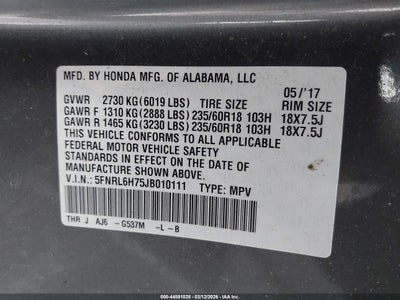 MFD. BY HONDA MFG. OF ALABAMA, LLC
05/'17
GVWR 2730 KG(6019 LBS) TIRE SIZE RIM SIZE
GAWR F 1310 KG(2888 LBS) 235/60R18 103H 18X7.5J
GAWR R 1465 KG(3230 LBS) 235/60R18 103H 18X7.5J
THIS VEHICLE CONFORMS TO ALL APPLICABLE
FEDERAL MOTOR VEHICLE SAFETY
STANDARDS IN EFFECT ON THE DATE OF
MANUFACTURE SHOWN ABOVE.
V.I.N.: 5FNRL6H75JB010111 TYPE: MPV
THR J AJ6 -G537M -L -B
000-44591028 - 03/12/2026 - IAAI.COM